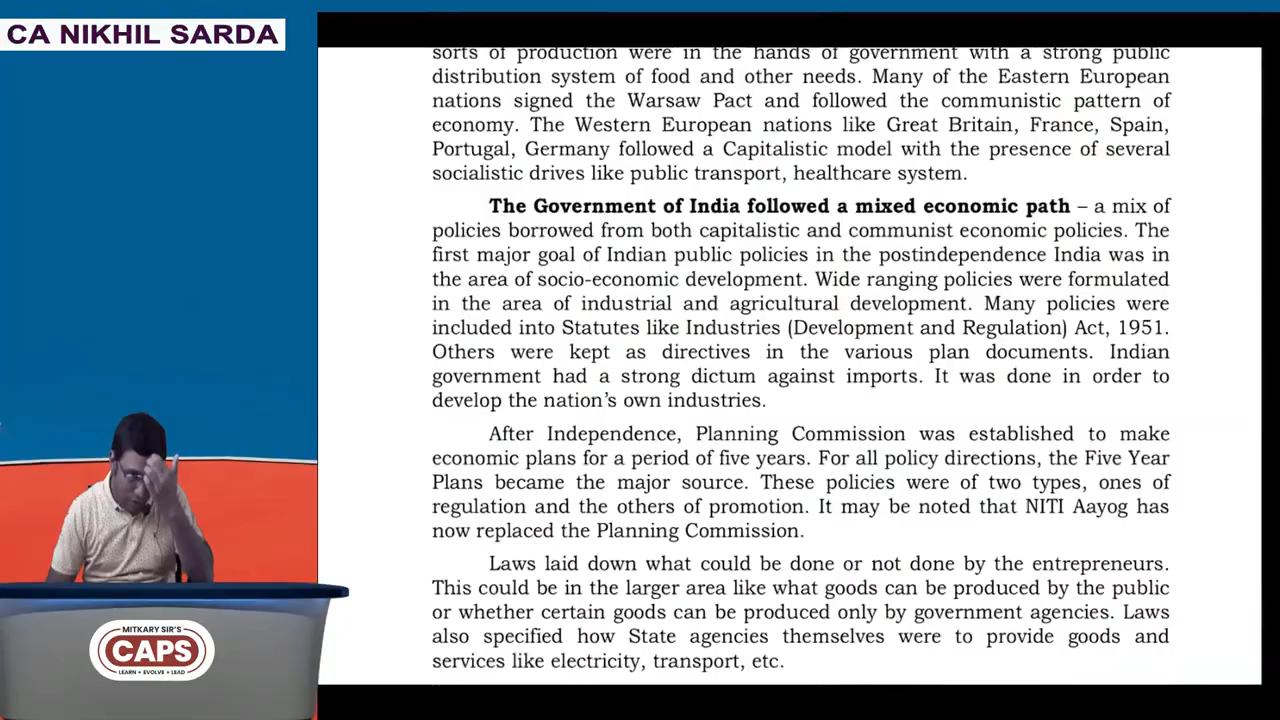 CA NIKHIL SARDA
sorts of production were in the hands of government with a strong public
distribution system of food and other needs. Many of the Eastern European
nations signed the Warsaw Pact and followed the communistic pattern of
economy. The Western European nations like Great Britain, France, Spain,
Portugal, Germany followed a Capitalistic model with the presence of several
socialistic drives like public transport, healthcare system.
The Government of India followed a mixed economic path – a mix of
policies borrowed from both capitalistic and communist economic policies. The
first major goal of Indian public policies in the postindependence India was in
the area of socio-economic development. Wide ranging policies were formulated
in the area of industrial and agricultural development. Many policies were
included into Statutes like Industries (Development and Regulation) Act, 1951.
Others were kept as directives in the various plan documents. Indian
government had a strong dictum against imports. It was done in order to
develop the nation's own industries.
After Independence, Planning Commission was established to make
economic plans for a period of five years. For all policy directions, the Five Year
Plans became the major source. These policies were of two types, ones of
regulation and the others of promotion. It may be noted that NITI Aayog has
now replaced the Planning Commission.
Laws laid down what could be done or not done by the entrepreneurs.
This could be in the larger area like what goods can be produced by the public
or whether certain goods can be produced only by government agencies. Laws
also specified how State agencies themselves were to provide goods and
services like electricity, transport, etc.
MITKARY SIR'S
CAPS
LEARN • EVOLVE • LEAD